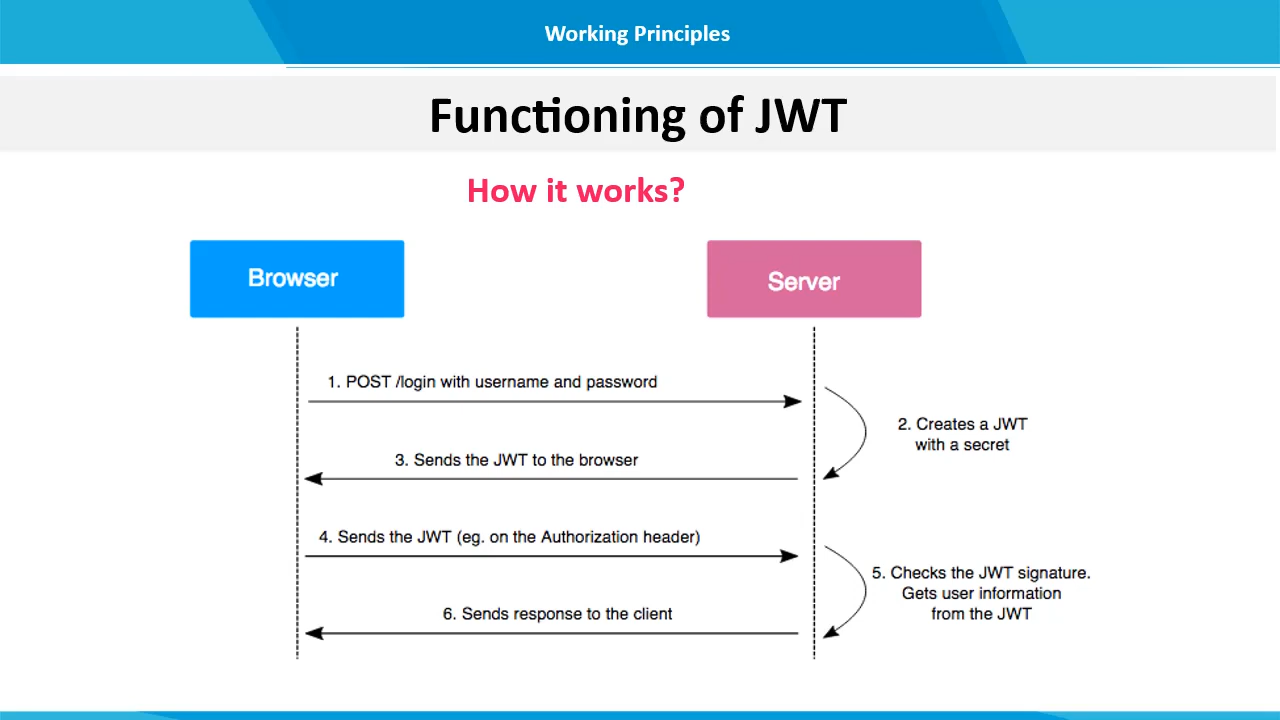 Working Principles
Functioning of JWT
How it works?
Browser
Server
1. POST /login with username and password
2. Creates a JWT
with a secret
3. Sends the JWT to the browser
4. Sends the JWT (eg. on the Authorization header)
5. Checks the JWT signature.
Gets user information
from the JWT
6. Sends response to the client